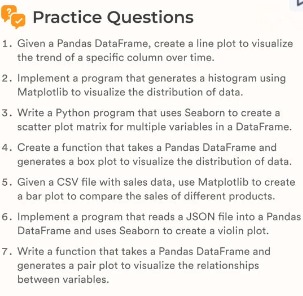 Practice Questions
1. Given a Pandas DataFrame, create a line plot to visualize
the trend of a specific column over time.
2. Implement a program that generates a histogram using
Matplotlib to visualize the distribution of data.
3. Write a Python program that uses Seaborn to create a
scatter plot matrix for multiple variables in a DataFrame.
4. Create a function that takes a Pandas DataFrame and
generates a box plot to visualize the distribution of data.
5. Given a CSV file with sales data, use Matplotlib to create
a bar plot to compare the sales of different products.
6. Implement a program that reads a JSON file into a Pandas
DataFrame and uses Seaborn to create a violin plot.
7. Write a function that takes a Pandas DataFrame and
generates a pair plot to visualize the relationships
between variables.